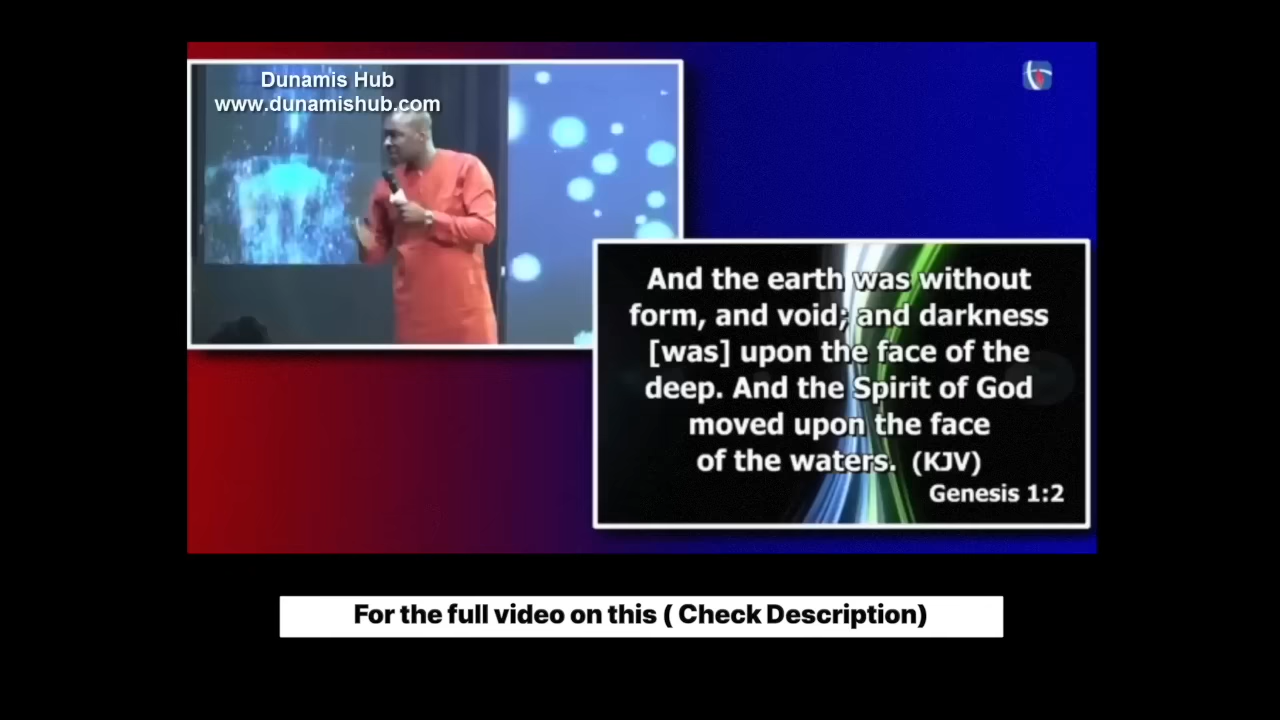 Dunamis Hub
www.dunamishub.com
And the earth was without
form, and void; and darkness
[was] upon the face of the
deep. And the Spirit of God
moved upon the face
of the waters. (KJV)
Genesis 1:2
For the full video on this ( Check Description)